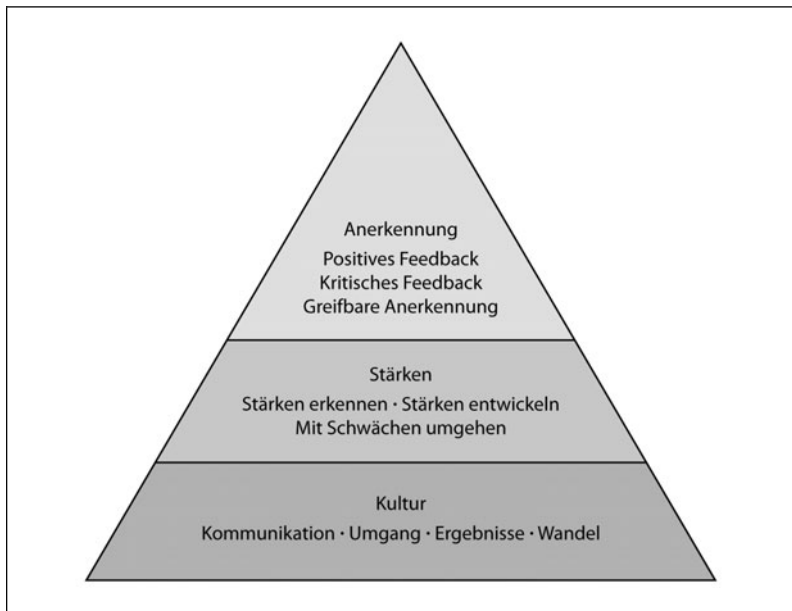 Anerkennung
Positives Feedback
Kritisches Feedback
Greifbare Anerkennung
Stärken
Stärken erkennen · Stärken entwickeln
Mit Schwächen umgehen
Kultur
Kommunikation · Umgang · Ergebnisse · Wandel